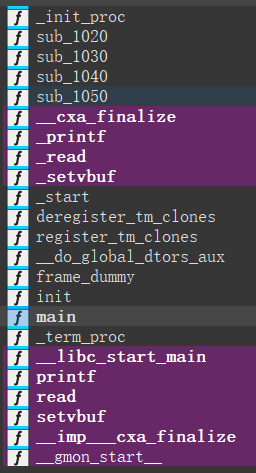 f _init_proc
f sub_1020
f sub_1030
f sub_1040
f sub_1050
f __cxa_finalize
f _printf
f _read
f _setvbuf
f _start
f deregister_tm_clones
f register_tm_clones
f __do_global_dtors_aux
f frame_dummy
f init
f main
f _term_proc
f __libc_start_main
f printf
f read
f setvbuf
f __imp___cxa_finalize
f __gmon_start__